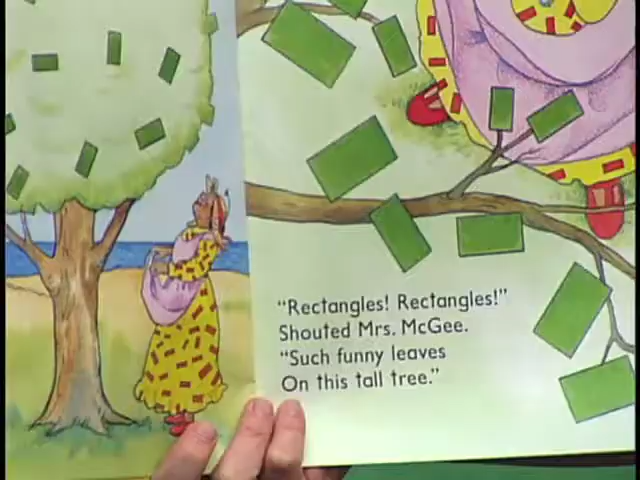 "Rectangles! Rectangles!"
Shouted Mrs. McGee.
"Such funny leaves
On this tall tree."